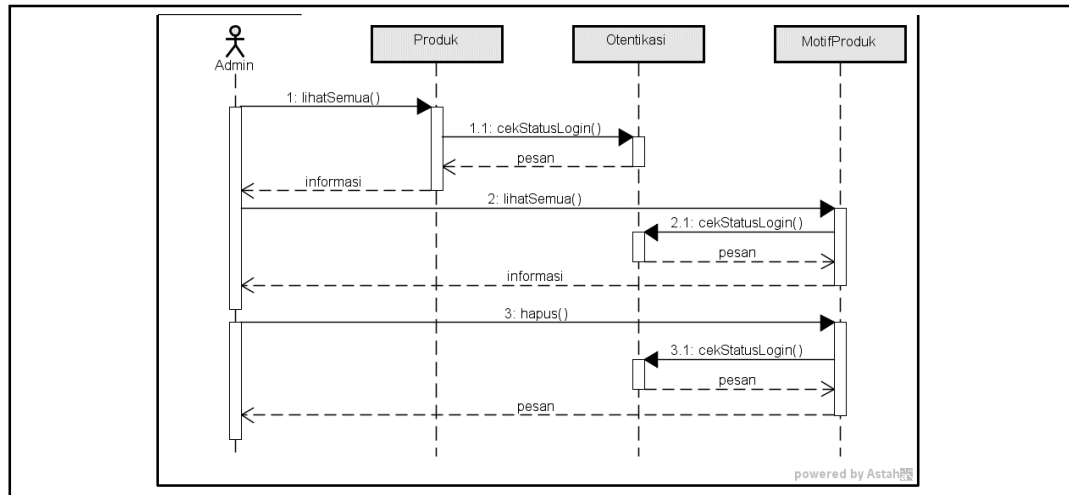 Admin
Produk
Otentikasi
MotifProduk
1: lihatSemua()
1.1: cekStatusLogin()
pesan
informasi
2: lihatSemua()
2.1: cekStatusLogin()
pesan
informasi
3: hapus()
3.1: cekStatusLogin()
pesan
pesan
powered by Astah